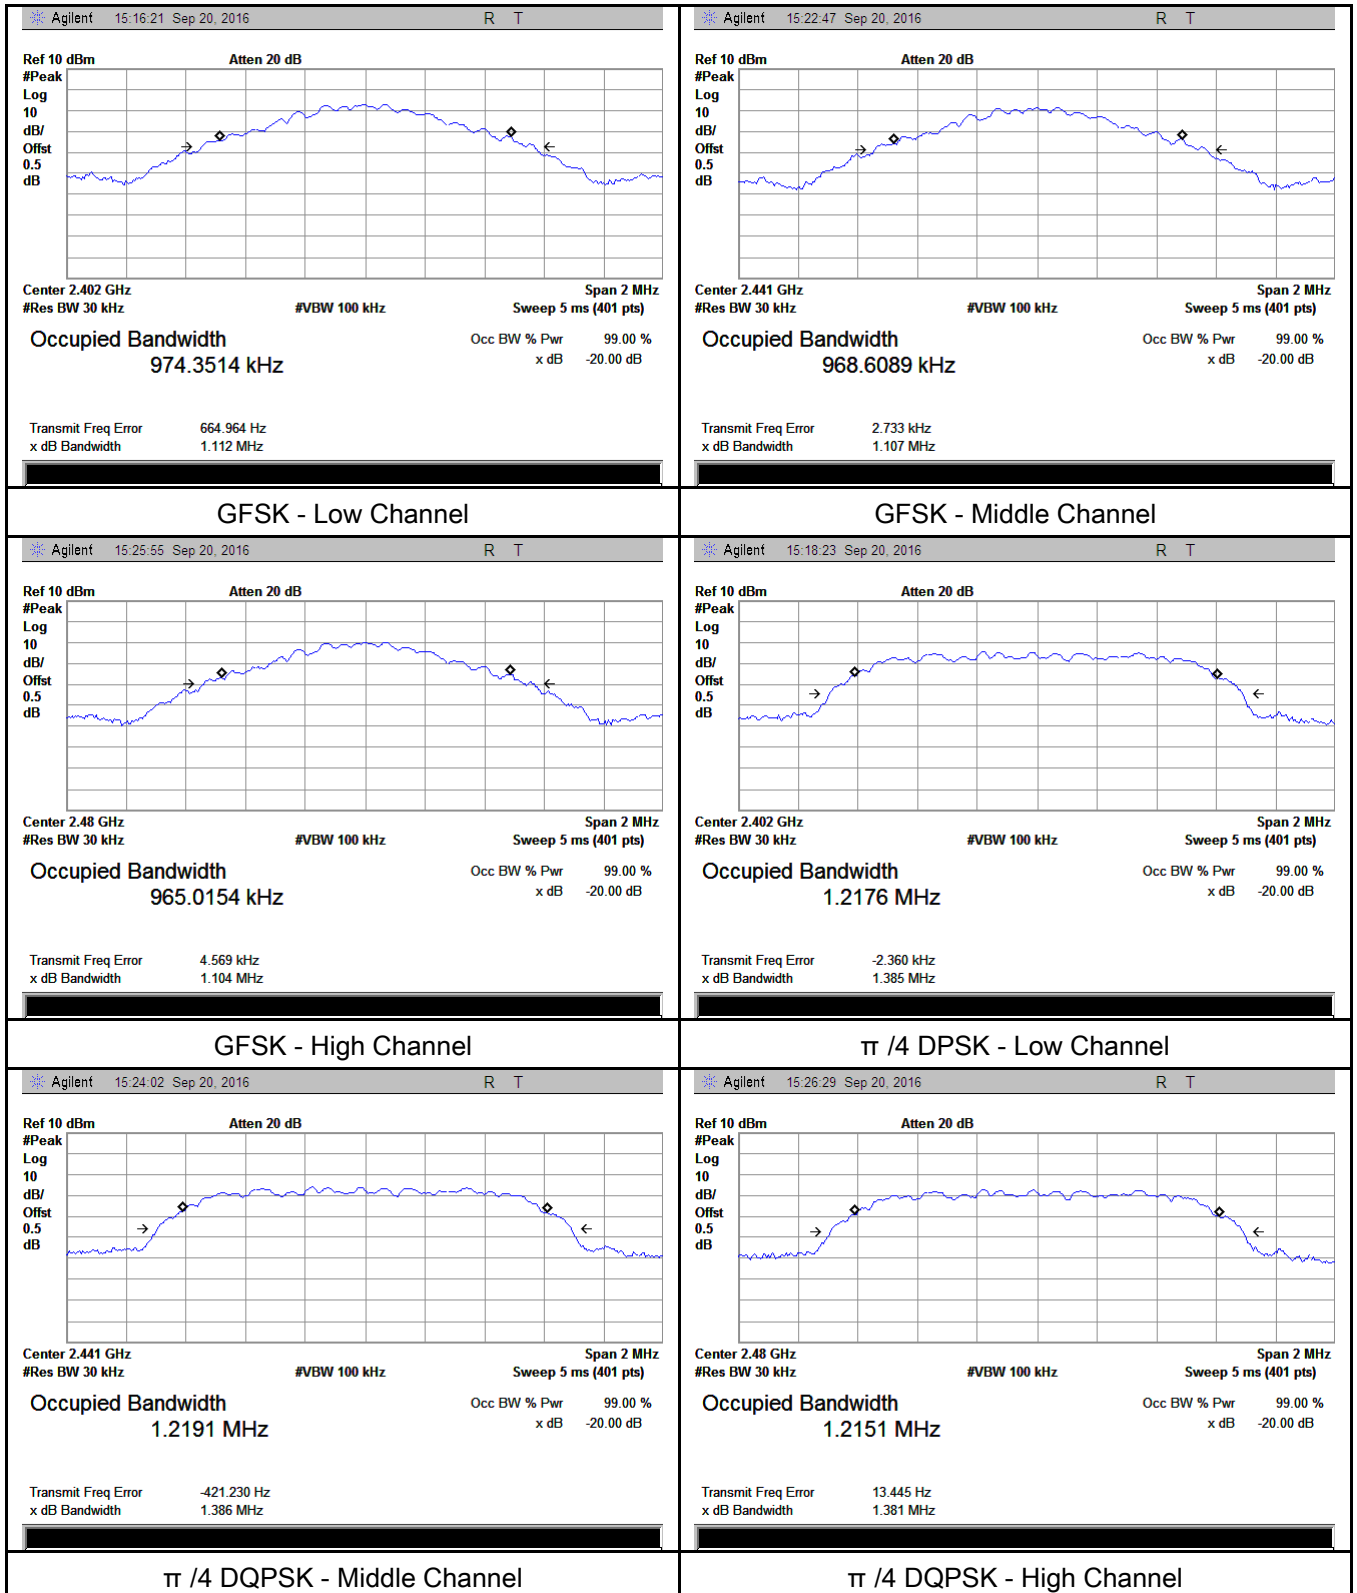 Agilent 15:16:21 Sep 20, 2016 R T
Ref 10 dBm Atten 20 dB
#Peak
Log
10
dB/
Offst
0.5
dB
Center 2.402 GHz Span 2 MHz
#Res BW 30 kHz #VBW 100 kHz Sweep 5 ms (401 pts)
Occupied Bandwidth Occ BW % Pwr 99.00 %
974.3514 kHz x dB -20.00 dB
Transmit Freq Error 664.964 Hz
x dB Bandwidth 1.112 MHz
GFSK - Low Channel
Agilent 15:22:47 Sep 20, 2016 R T
Ref 10 dBm Atten 20 dB
#Peak
Log
10
dB/
Offst
0.5
dB
Center 2.441 GHz Span 2 MHz
#Res BW 30 kHz #VBW 100 kHz Sweep 5 ms (401 pts)
Occupied Bandwidth Occ BW % Pwr 99.00 %
968.6089 kHz x dB -20.00 dB
Transmit Freq Error 2.733 kHz
x dB Bandwidth 1.107 MHz
GFSK - Middle Channel
Agilent 15:25:55 Sep 20, 2016 R T
Ref 10 dBm Atten 20 dB
#Peak
Log
10
dB/
Offst
0.5
dB
Center 2.48 GHz Span 2 MHz
#Res BW 30 kHz #VBW 100 kHz Sweep 5 ms (401 pts)
Occupied Bandwidth Occ BW % Pwr 99.00 %
965.0154 kHz x dB -20.00 dB
Transmit Freq Error 4.569 kHz
x dB Bandwidth 1.104 MHz
GFSK - High Channel
Agilent 15:18:23 Sep 20, 2016 R T
Ref 10 dBm Atten 20 dB
#Peak
Log
10
dB/
Offst
0.5
dB
Center 2.402 GHz Span 2 MHz
#Res BW 30 kHz #VBW 100 kHz Sweep 5 ms (401 pts)
Occupied Bandwidth Occ BW % Pwr 99.00 %
1.2176 MHz x dB -20.00 dB
Transmit Freq Error -2.360 kHz
x dB Bandwidth 1.385 MHz
π /4 DPSK - Low Channel
Agilent 15:24:02 Sep 20, 2016 R T
Ref 10 dBm Atten 20 dB
#Peak
Log
10
dB/
Offst
0.5
dB
Center 2.441 GHz Span 2 MHz
#Res BW 30 kHz #VBW 100 kHz Sweep 5 ms (401 pts)
Occupied Bandwidth Occ BW % Pwr 99.00 %
1.2191 MHz x dB -20.00 dB
Transmit Freq Error -421.230 Hz
x dB Bandwidth 1.386 MHz
π /4 DQPSK - Middle Channel
Agilent 15:26:29 Sep 20, 2016 R T
Ref 10 dBm Atten 20 dB
#Peak
Log
10
dB/
Offst
0.5
dB
Center 2.48 GHz Span 2 MHz
#Res BW 30 kHz #VBW 100 kHz Sweep 5 ms (401 pts)
Occupied Bandwidth Occ BW % Pwr 99.00 %
1.2151 MHz x dB -20.00 dB
Transmit Freq Error 13.445 Hz
x dB Bandwidth 1.381 MHz
π /4 DQPSK - High Channel